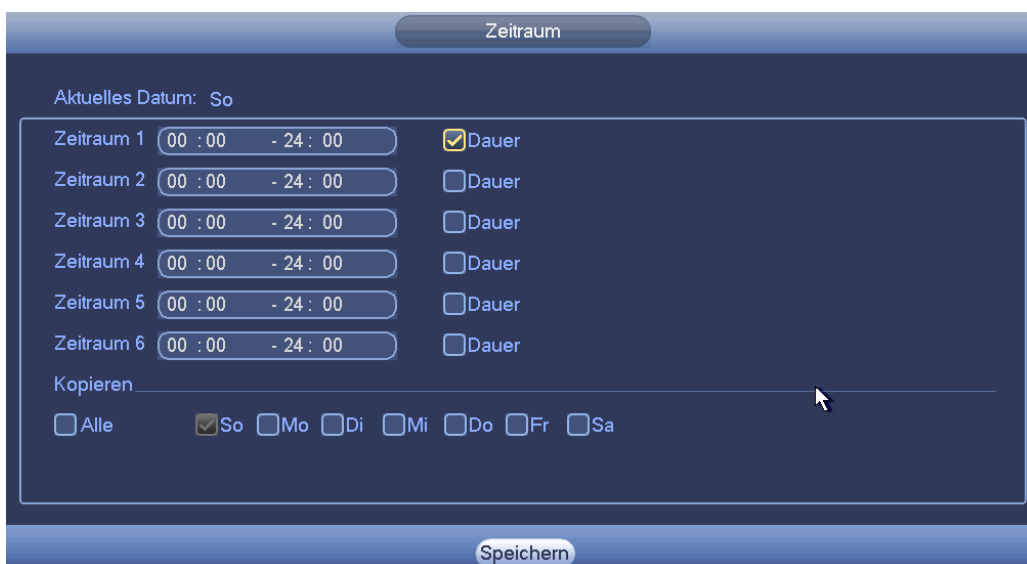 Zeitraum
Aktuelles Datum: So
Zeitraum 1 00 :00 - 24 : 00 Dauer
Zeitraum 2 00 :00 - 24 : 00 Dauer
Zeitraum 3 00 :00 - 24 : 00 Dauer
Zeitraum 4 00 :00 - 24 : 00 Dauer
Zeitraum 5 00 :00 - 24 : 00 Dauer
Zeitraum 6 00 :00 - 24 : 00 Dauer
Kopieren
Alle So Mo Di Mi Do Fr Sa
Speichern